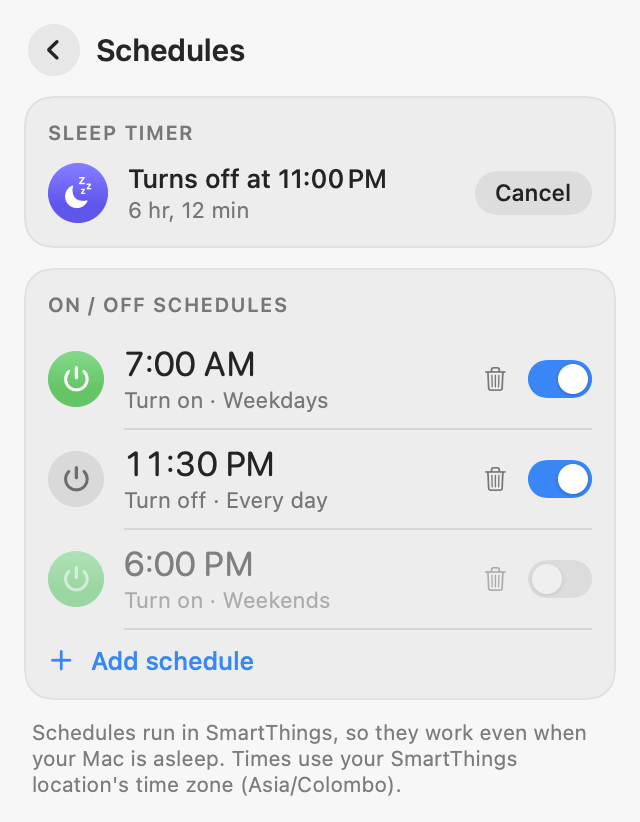 Schedules
SLEEP TIMER
Turns off at 11:00 PM
6 hr, 12 min
Cancel
ON / OFF SCHEDULES
7:00 AM
Turn on · Weekdays
11:30 PM
Turn off · Every day
6:00 PM
Turn on · Weekends
+ Add schedule
Schedules run in SmartThings, so they work even when
your Mac is asleep. Times use your SmartThings
location's time zone (Asia/Colombo).